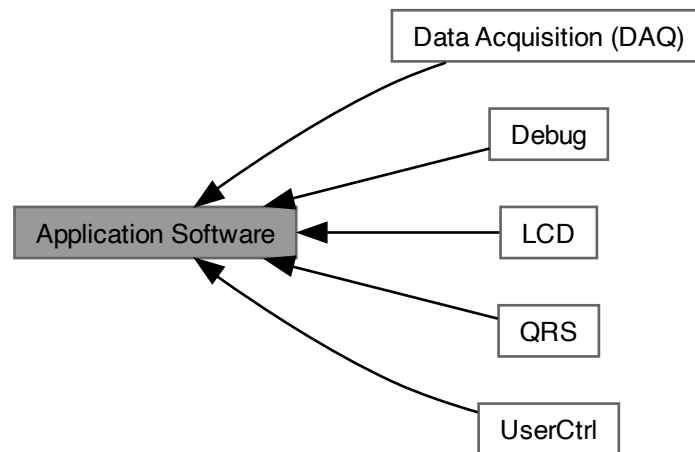 Data Acquisition (DAQ)
Debug
Application Software
LCD
QRS
UserCtrl